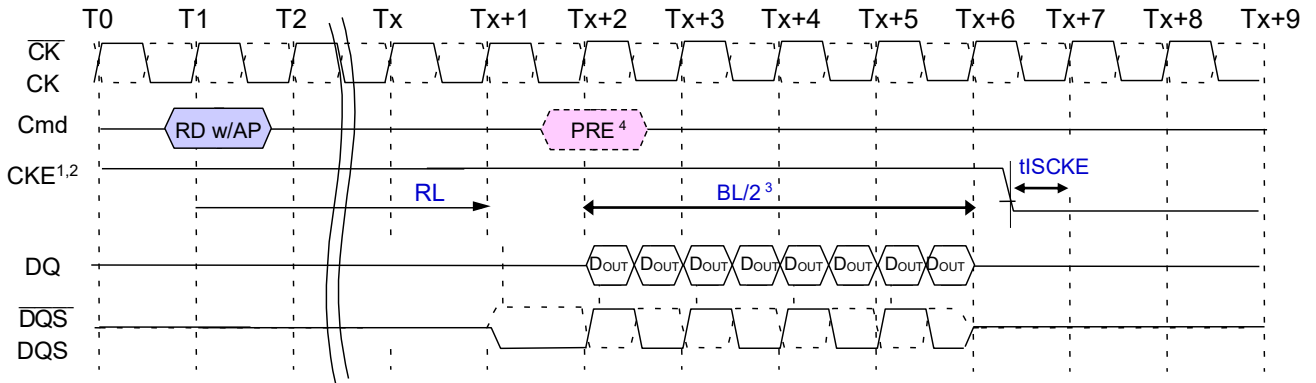 T0 T1 T2 Tx Tx+1 Tx+2 Tx+3 Tx+4 Tx+5 Tx+6 Tx+7 Tx+8 Tx+9
CK
CK
Cmd RD w/AP PRE 4
CKE1,2 tISCKE
RL BL/2 3
DQ DOUT DOUT DOUT DOUT DOUT DOUT DOUT DOUT
DQS
DQS